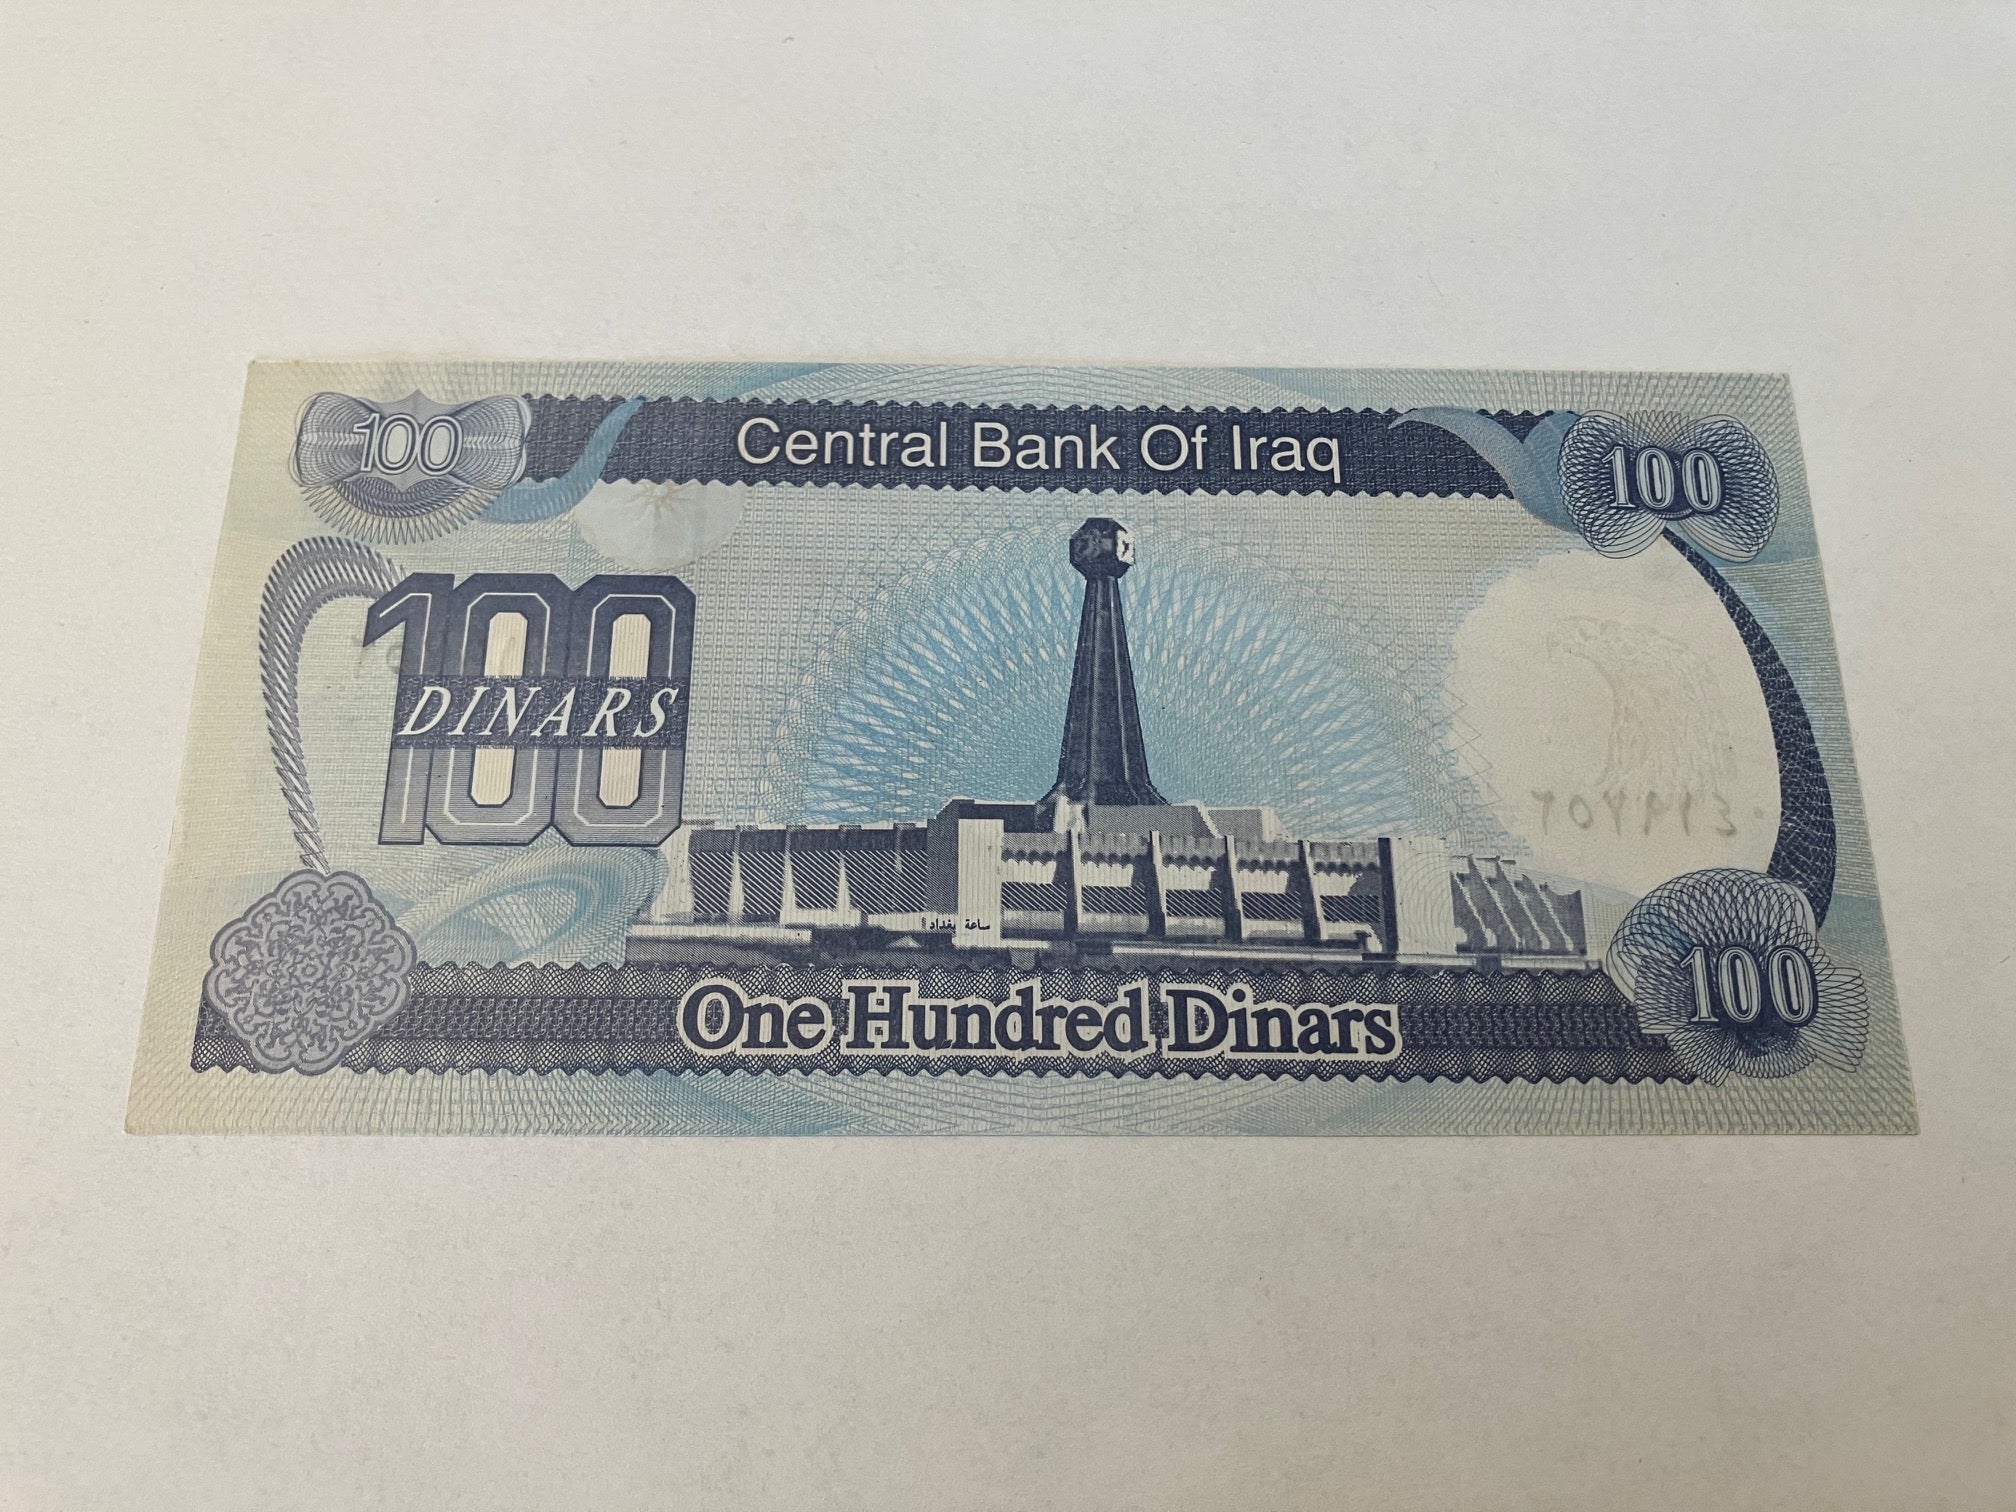 100
Central Bank Of Iraq
100
100
DINARS
ساعة بغداد
One Hundred Dinars
100